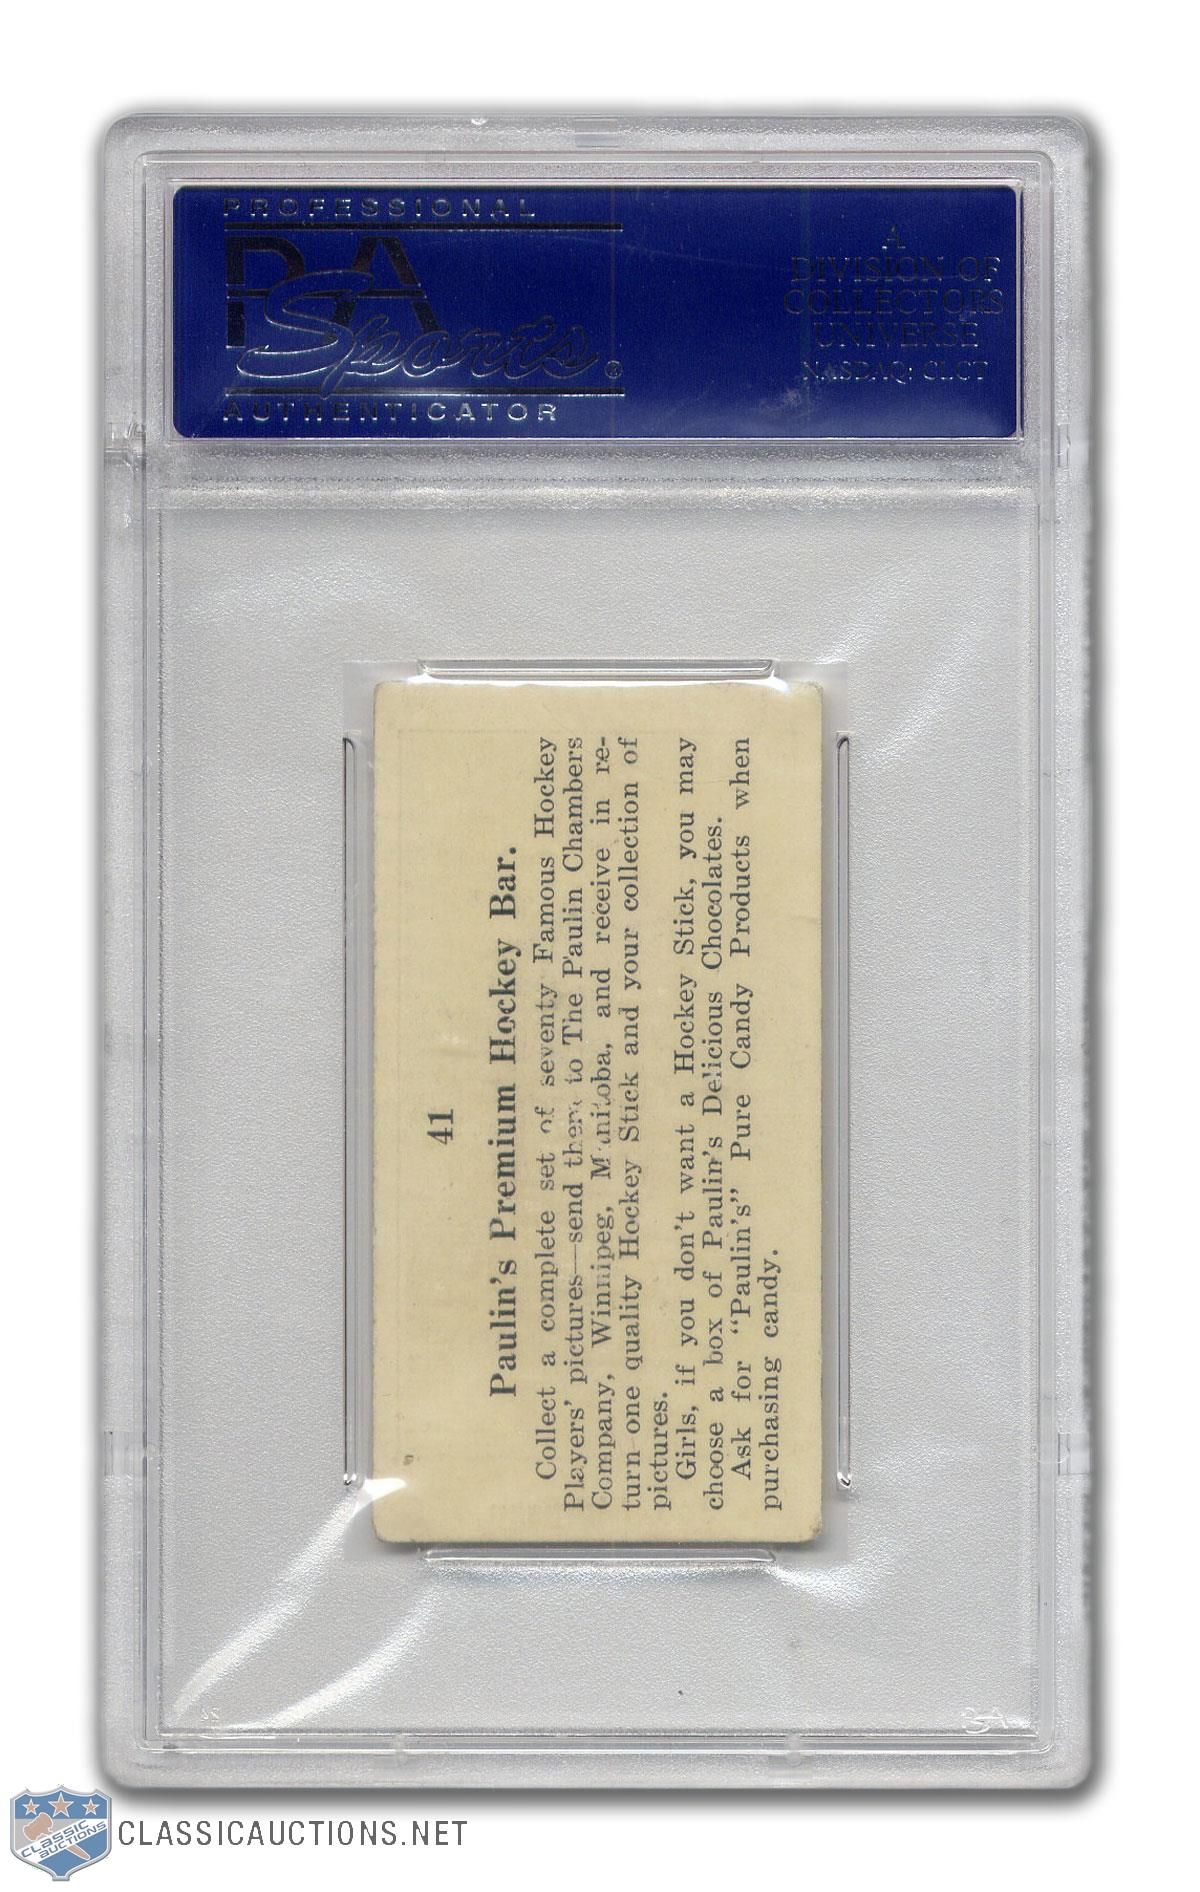 PROFESSIONAL
PSA
Sports®
AUTHENTICATOR
A
DIVISION OF
COLLECTORS
UNIVERSE
NASDAQ: CLCT
41
Paulin's Premium Hockey Bar.
Collect a complete set of seventy Famous Hockey
Players' pictures—send them to The Paulin Chambers
Company, Winnipeg, Manitoba, and receive in re-
turn one quality Hockey Stick and your collection of
pictures.
Girls, if you don't want a Hockey Stick, you may
choose a box of Paulin's Delicious Chocolates.
Ask for "Paulin's" Pure Candy Products when
purchasing candy.
PSA
CLASSIC
AUCTIONS
CLASSICAUCTIONS.NET